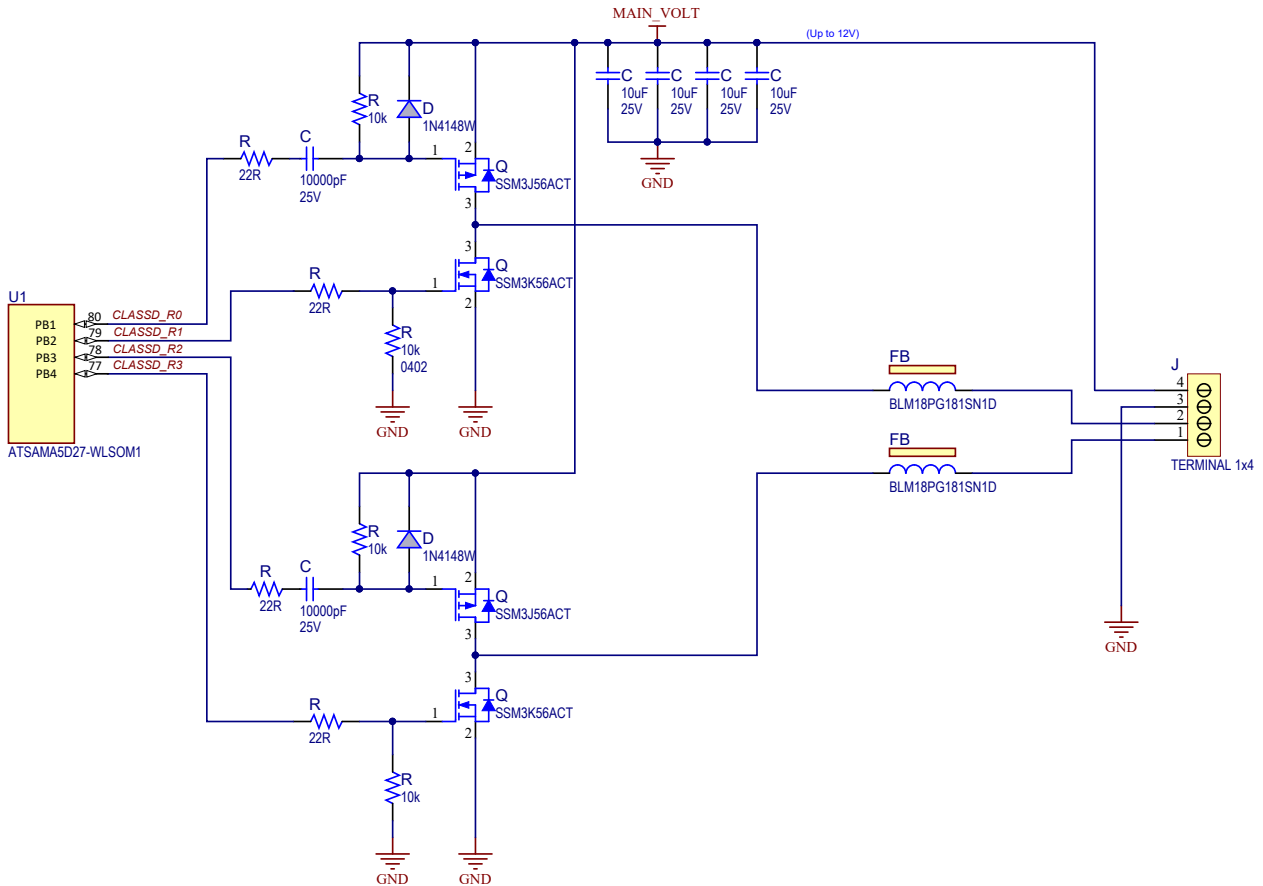 MAIN_VOLT
(Up to 12V)
R
10k
D
1N4148W
C
10uF
25V
C
10uF
25V
C
10uF
25V
C
10uF
25V
GND
R
22R
C
10000pF
25V
1
2
3
Q
SSM3J56ACT
R
22R
1
3
2
Q
SSM3K56ACT
R
10k
0402
GND
GND
U1
PB1
PB2
PB3
PB4
80
79
78
77
CLASSD_R0
CLASSD_R1
CLASSD_R2
CLASSD_R3
ATSAMA5D27-WLSOM1
FB
BLM18PG181SN1D
FB
BLM18PG181SN1D
J
4
3
2
1
TERMINAL 1x4
GND
R
10k
D
1N4148W
R
22R
C
10000pF
25V
1
2
3
Q
SSM3J56ACT
R
22R
1
3
2
Q
SSM3K56ACT
R
10k
GND
GND